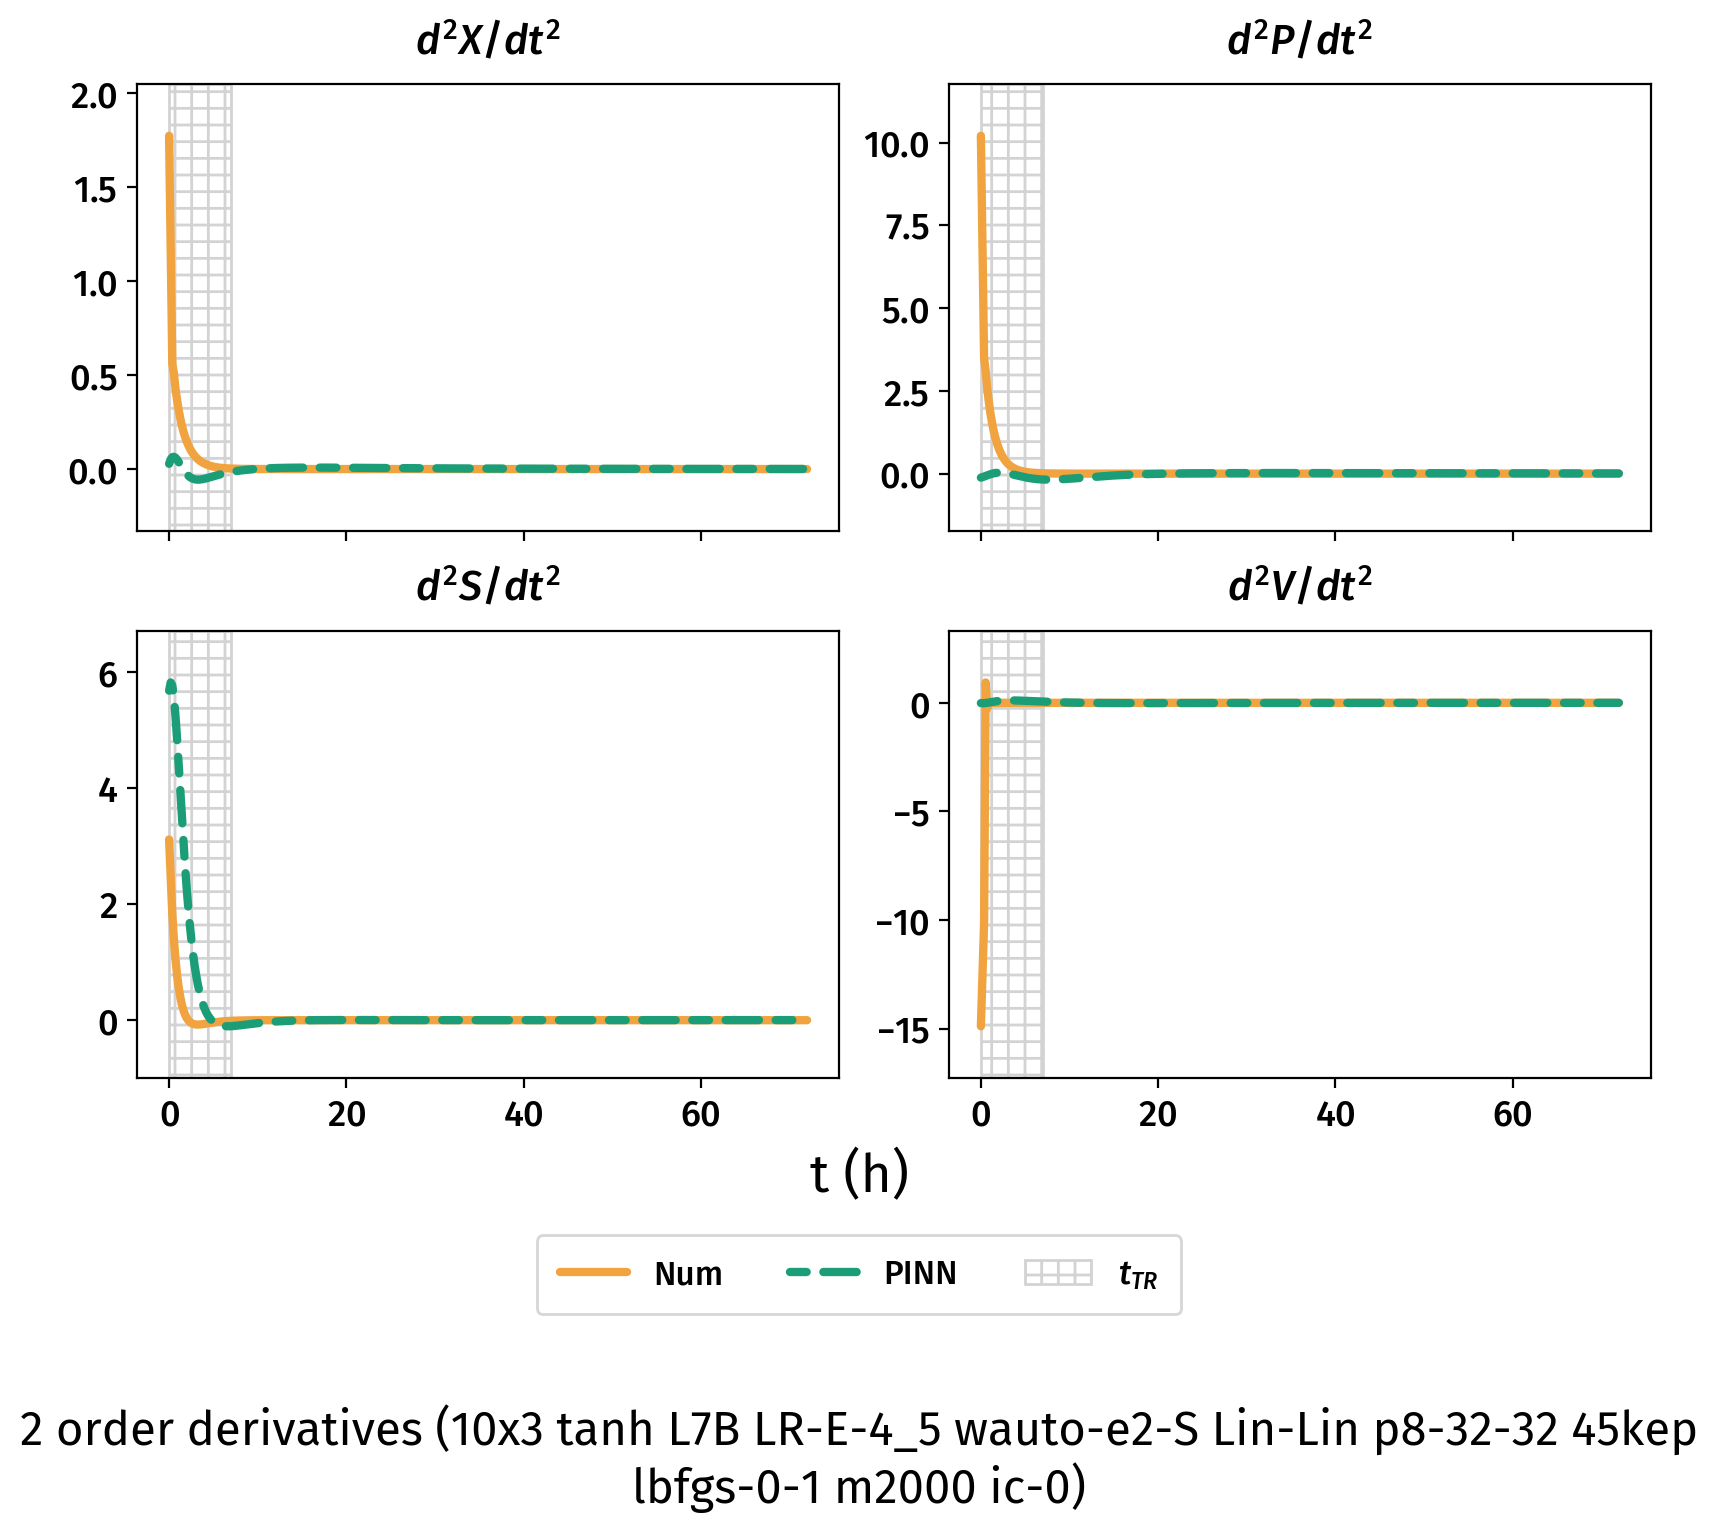 d²X/dt²
d²P/dt²
2.0
1.5
1.0
0.5
0.0
10.0
7.5
5.0
2.5
0.0
d²S/dt²
d²V/dt²
6
4
2
0
0
−5
−10
−15
0 20 40 60
0 20 40 60
t (h)
Num PINN t_TR
2 order derivatives (10x3 tanh L7B LR-E-4_5 wauto-e2-S Lin-Lin p8-32-32 45kep
lbfgs-0-1 m2000 ic-0)